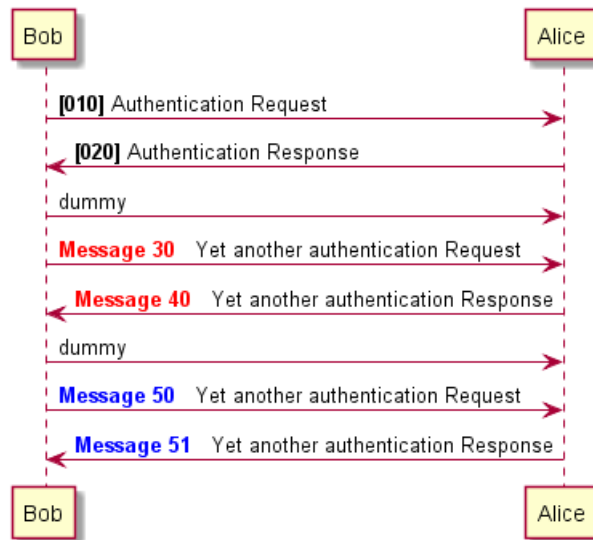 Bob Alice
[010] Authentication Request
[020] Authentication Response
dummy
Message 30 Yet another authentication Request
Message 40 Yet another authentication Response
dummy
Message 50 Yet another authentication Request
Message 51 Yet another authentication Response
Bob Alice